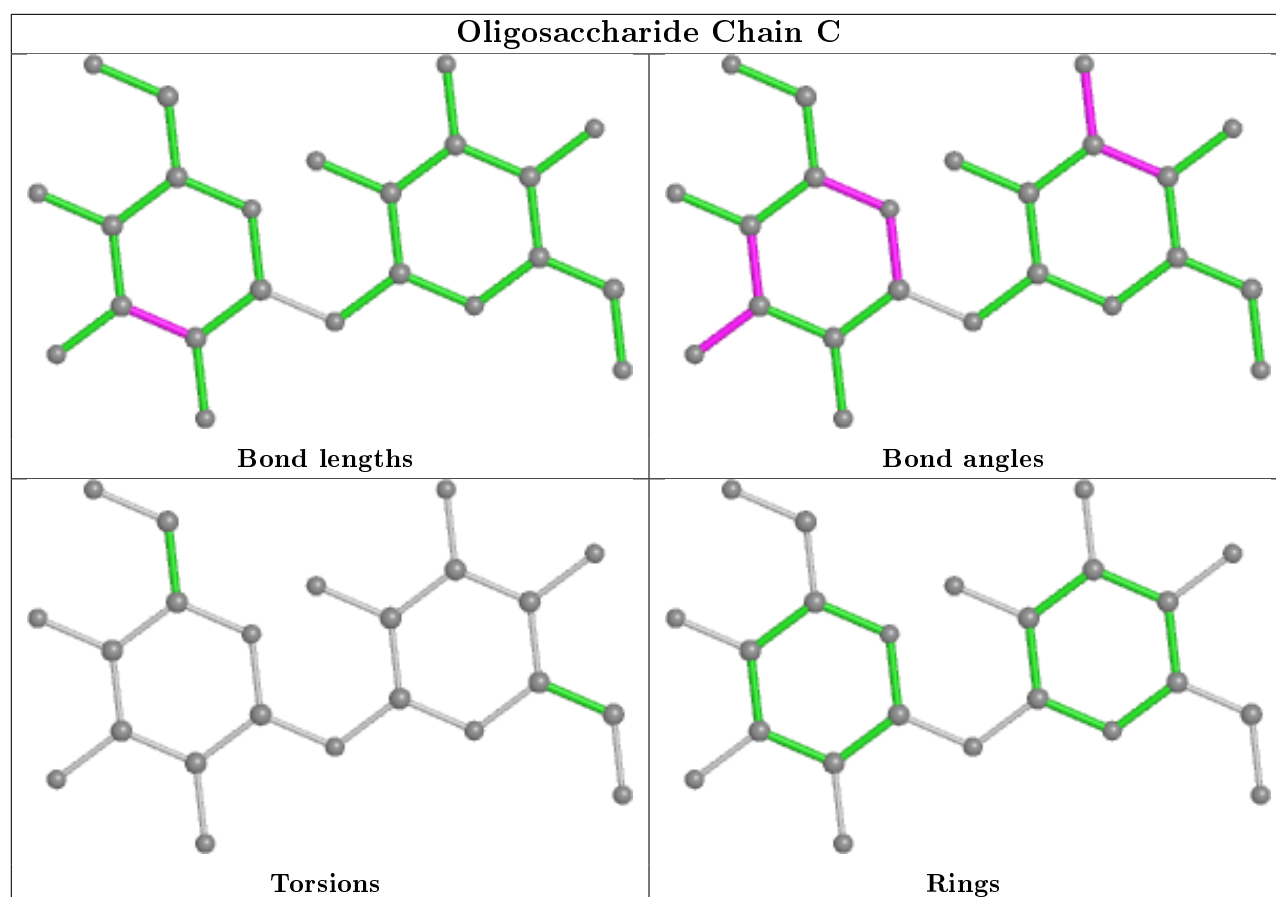 Oligosaccharide Chain C
Bond lengths
Bond angles
Torsions
Rings